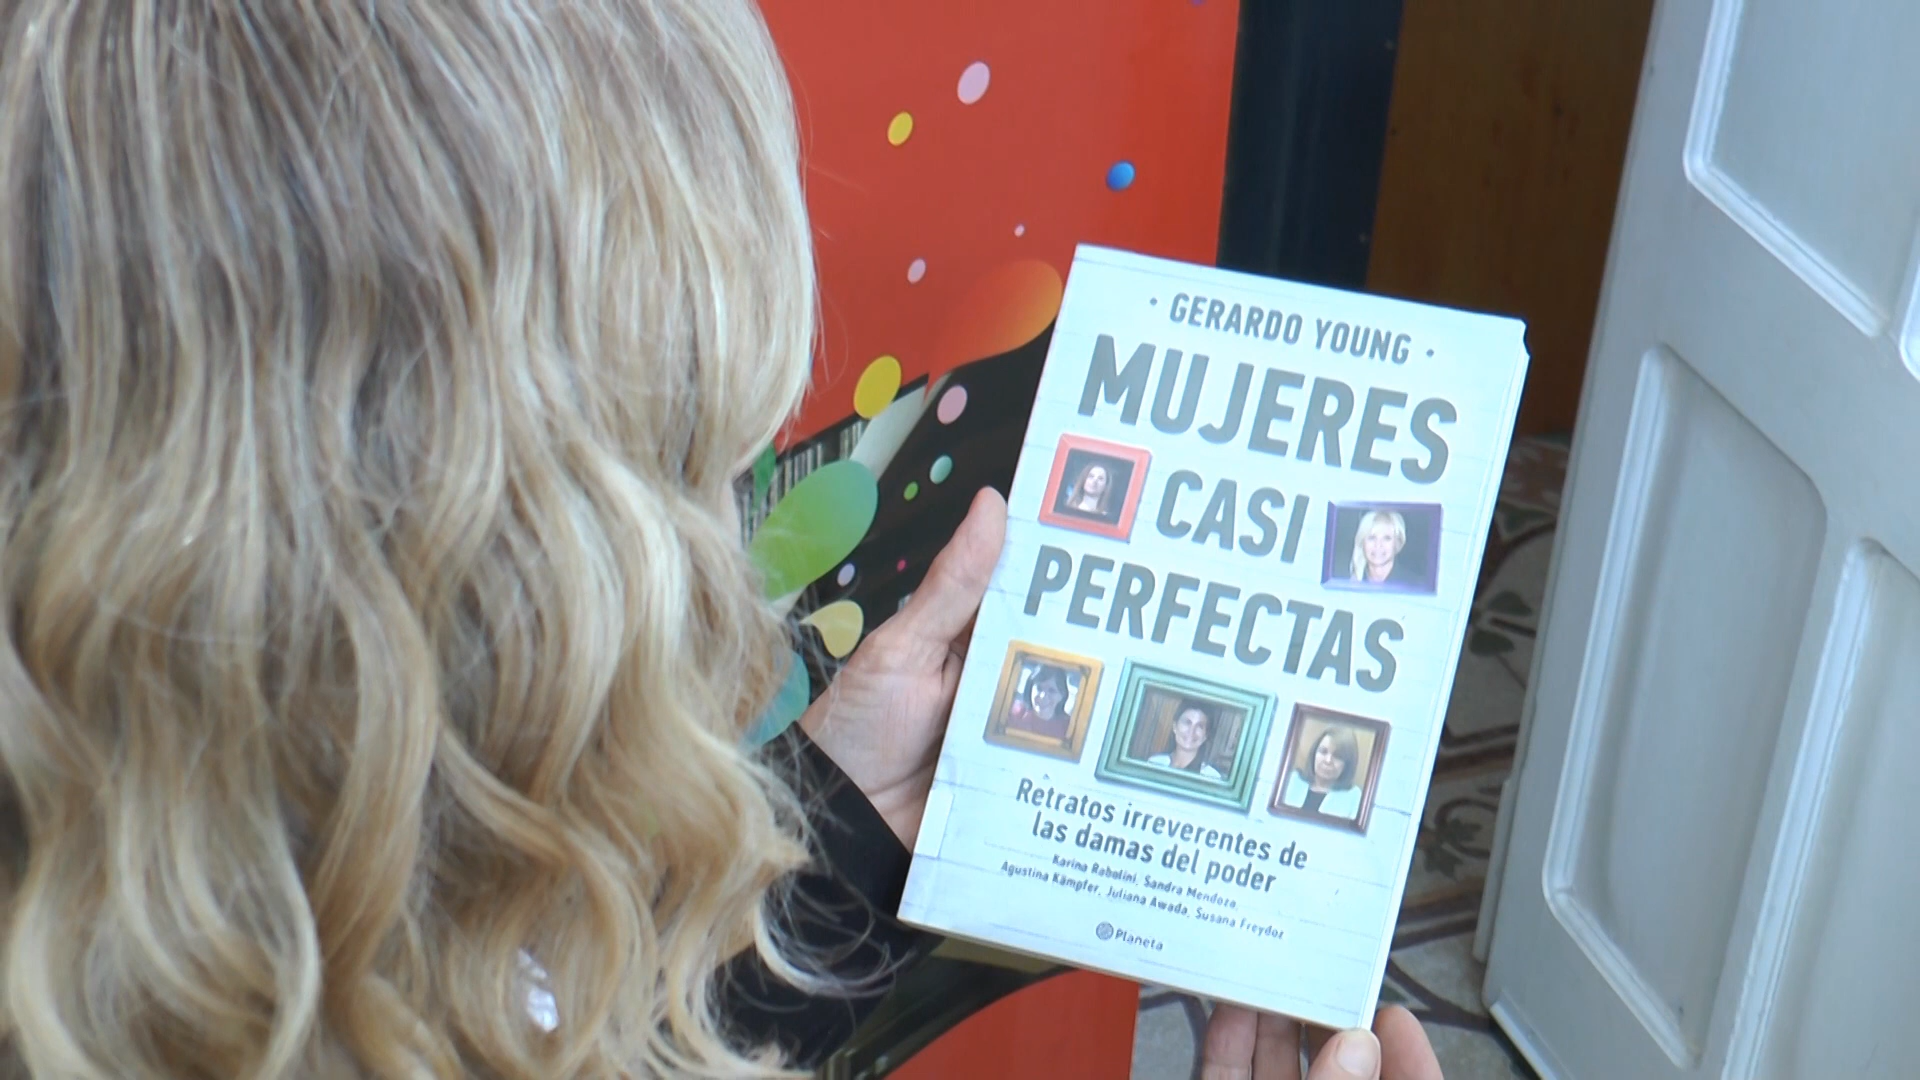 • GERARDO YOUNG •
MUJERES
CASI
PERFECTAS
Retratos irreverentes de
las damas del poder
Karina Rabolini, Sandra Mendoza,
Agustina Kämpfer, Juliana Awada, Susana Freydoz
Planeta